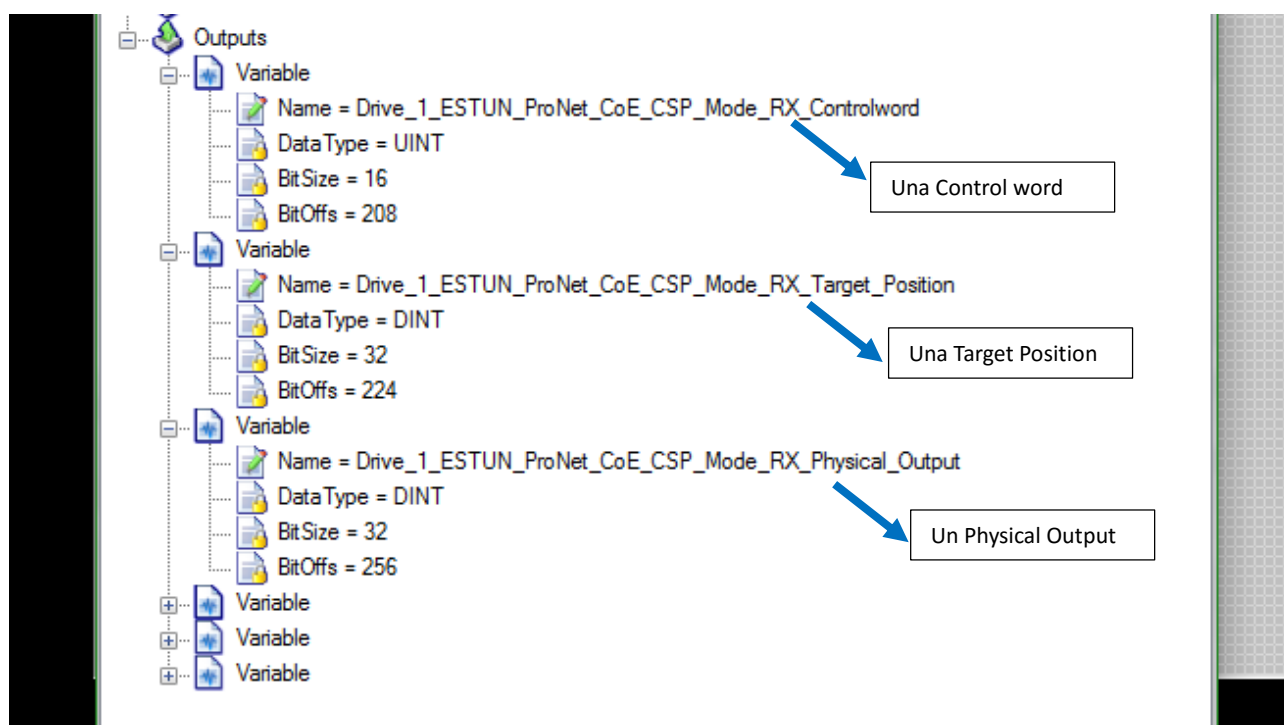 Outputs
Variable
Name = Drive_1_ESTUN_ProNet_CoE_CSP_Mode_RX_Controlword
DataType = UINT
BitSize = 16
Una Control word
BitOffs = 208
Variable
Name = Drive_1_ESTUN_ProNet_CoE_CSP_Mode_RX_Target_Position
DataType = DINT
BitSize = 32
Una Target Position
BitOffs = 224
Variable
Name = Drive_1_ESTUN_ProNet_CoE_CSP_Mode_RX_Physical_Output
DataType = DINT
BitSize = 32
Un Physical Output
BitOffs = 256
Variable
Variable
Variable